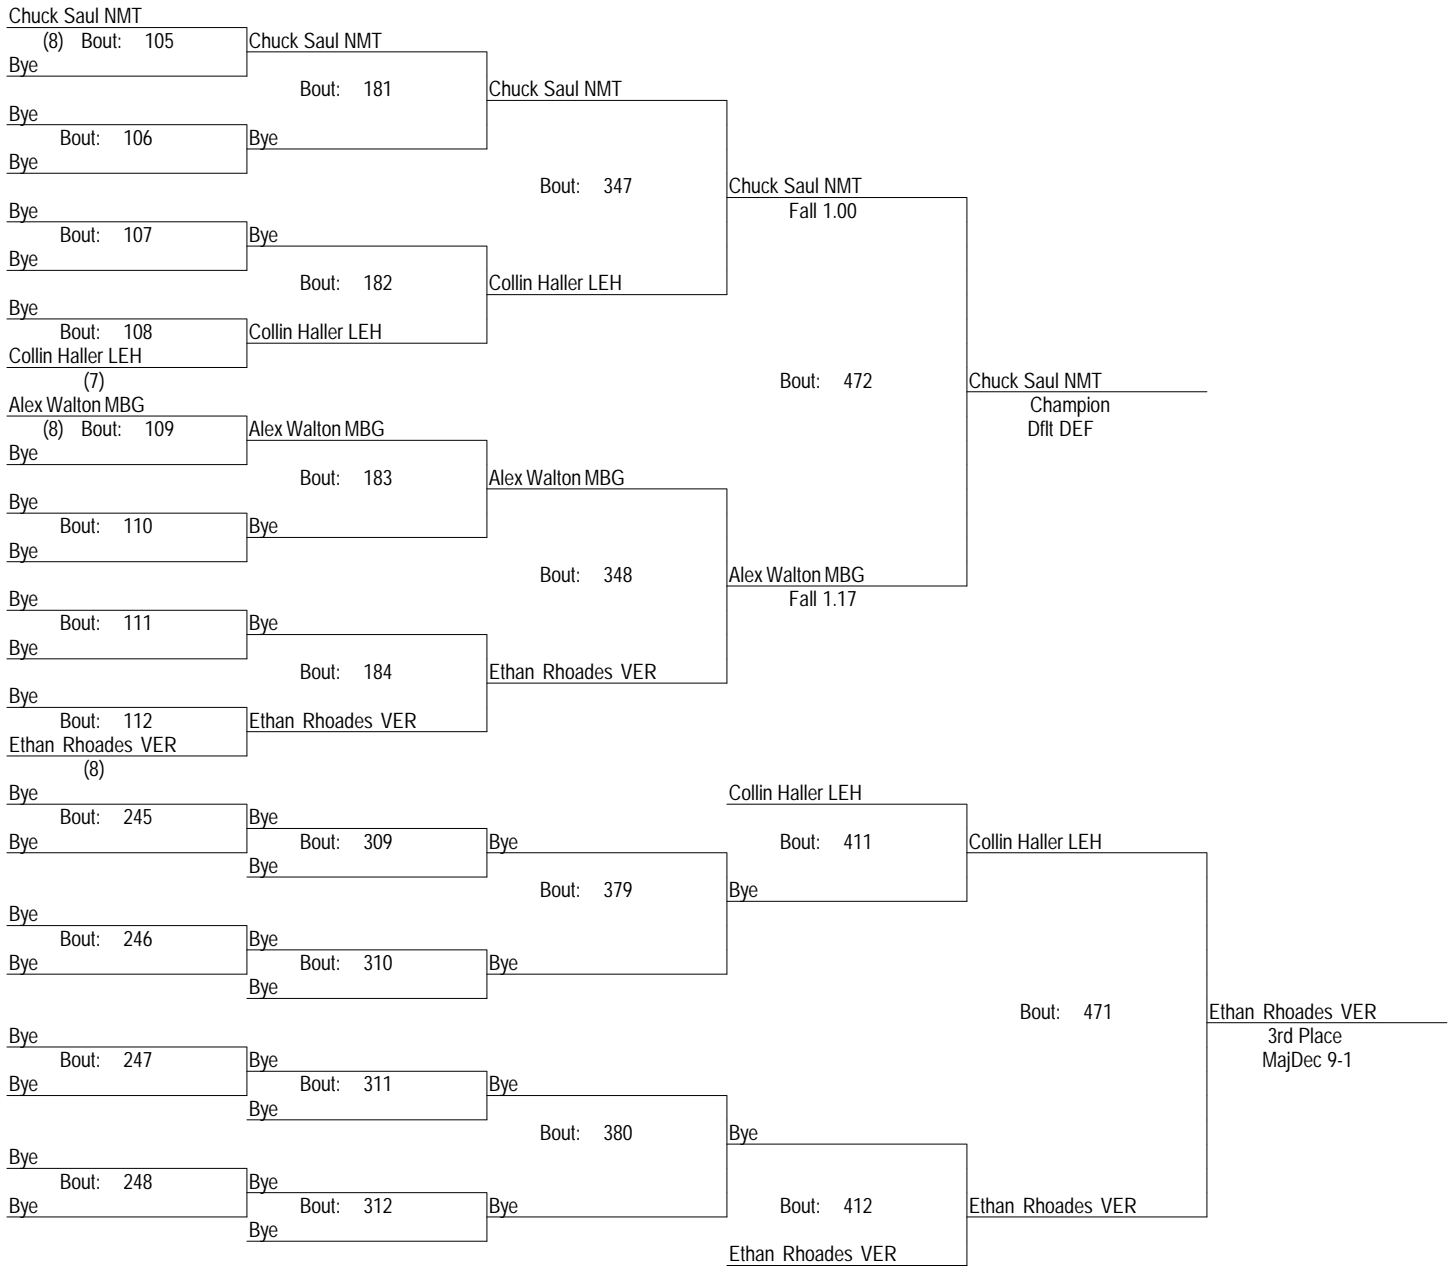 Chuck Saul NMT
(8) Bout: 105 Chuck Saul NMT
Bye
Bout: 181 Chuck Saul NMT
Bye
Bout: 106 Bye
Bye
Bout: 347 Chuck Saul NMT
Fall 1.00
Bye
Bout: 107 Bye
Bye
Bout: 182 Collin Haller LEH
Bye
Bout: 108 Collin Haller LEH
Collin Haller LEH
(7)
Bout: 472 Chuck Saul NMT
Champion
Dflt DEF
Alex Walton MBG
(8) Bout: 109 Alex Walton MBG
Bye
Bout: 183 Alex Walton MBG
Bye
Bout: 110 Bye
Bye
Bout: 348 Alex Walton MBG
Fall 1.17
Bye
Bout: 111 Bye
Bye
Bout: 184 Ethan Rhoades VER
Bye
Bout: 112 Ethan Rhoades VER
Ethan Rhoades VER
(8)
Bye
Collin Haller LEH
Bout: 245 Bye
Bye
Bout: 309 Bye
Bout: 411 Collin Haller LEH
Bye
Bout: 379 Bye
Bye
Bout: 246 Bye
Bye
Bout: 310 Bye
Bye
Bout: 471 Ethan Rhoades VER
3rd Place
MajDec 9-1
Bye
Bout: 247 Bye
Bye
Bout: 311 Bye
Bye
Bout: 380 Bye
Bye
Bout: 248 Bye
Bye
Bout: 312 Bye
Bout: 412 Ethan Rhoades VER
Bye
Ethan Rhoades VER